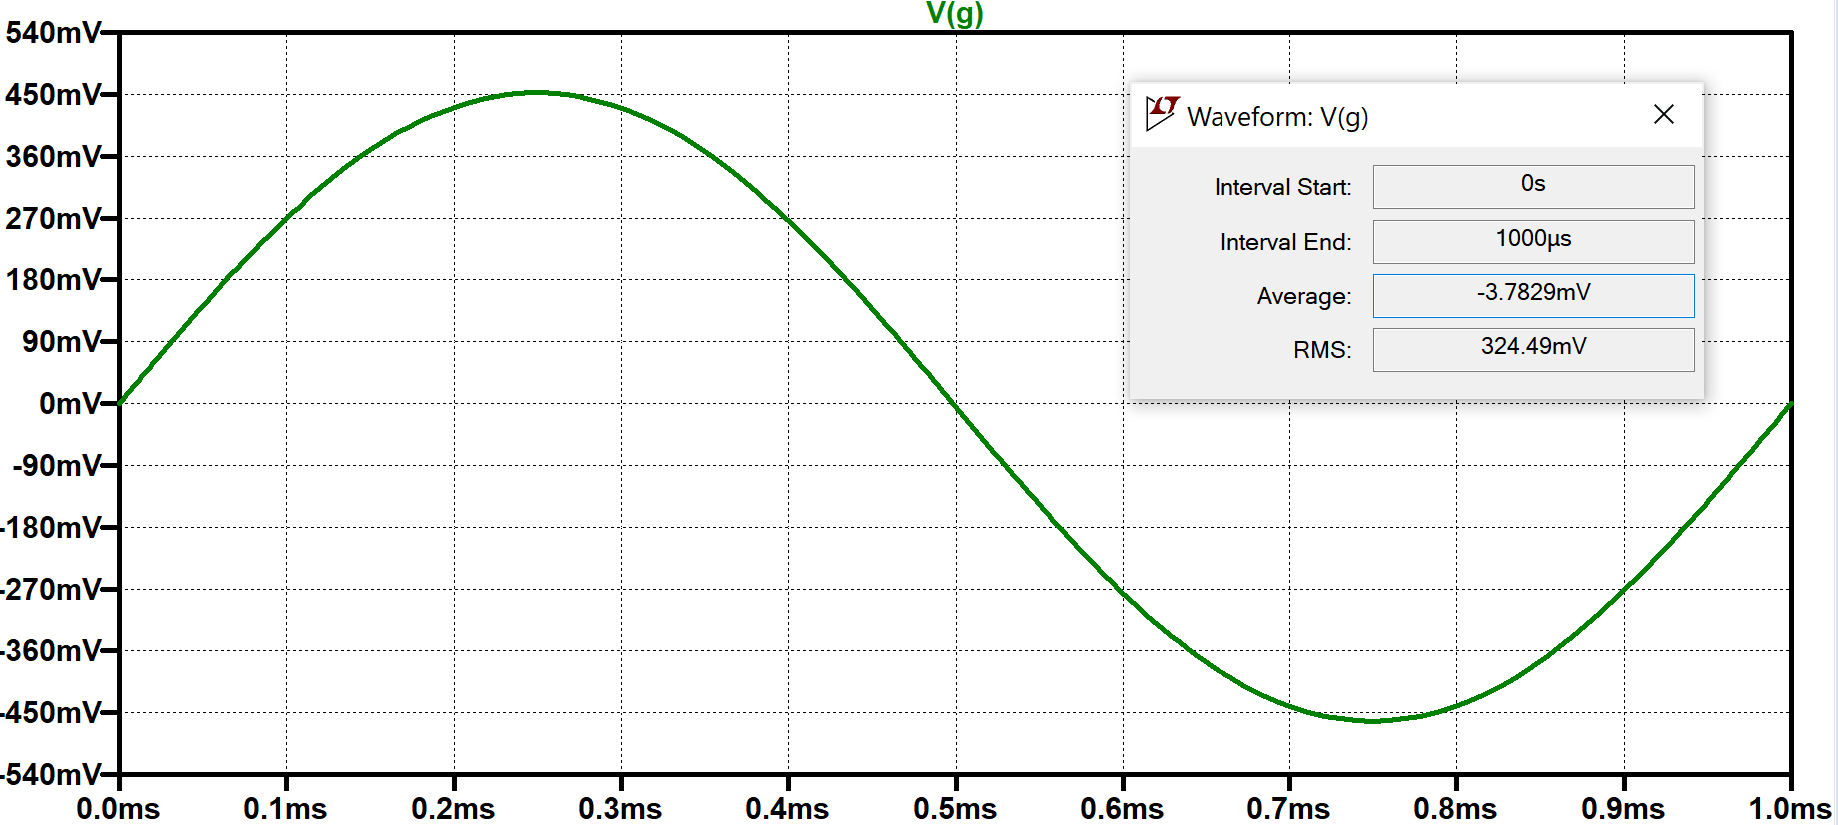 V(g)
540mV
450mV
360mV
270mV
180mV
90mV
0mV
-90mV
-180mV
-270mV
-360mV
-450mV
-540mV
0.0ms 0.1ms 0.2ms 0.3ms 0.4ms 0.5ms 0.6ms 0.7ms 0.8ms 0.9ms 1.0ms
Waveform: V(g)
Interval Start: 0s
Interval End: 1000µs
Average: -3.7829mV
RMS: 324.49mV